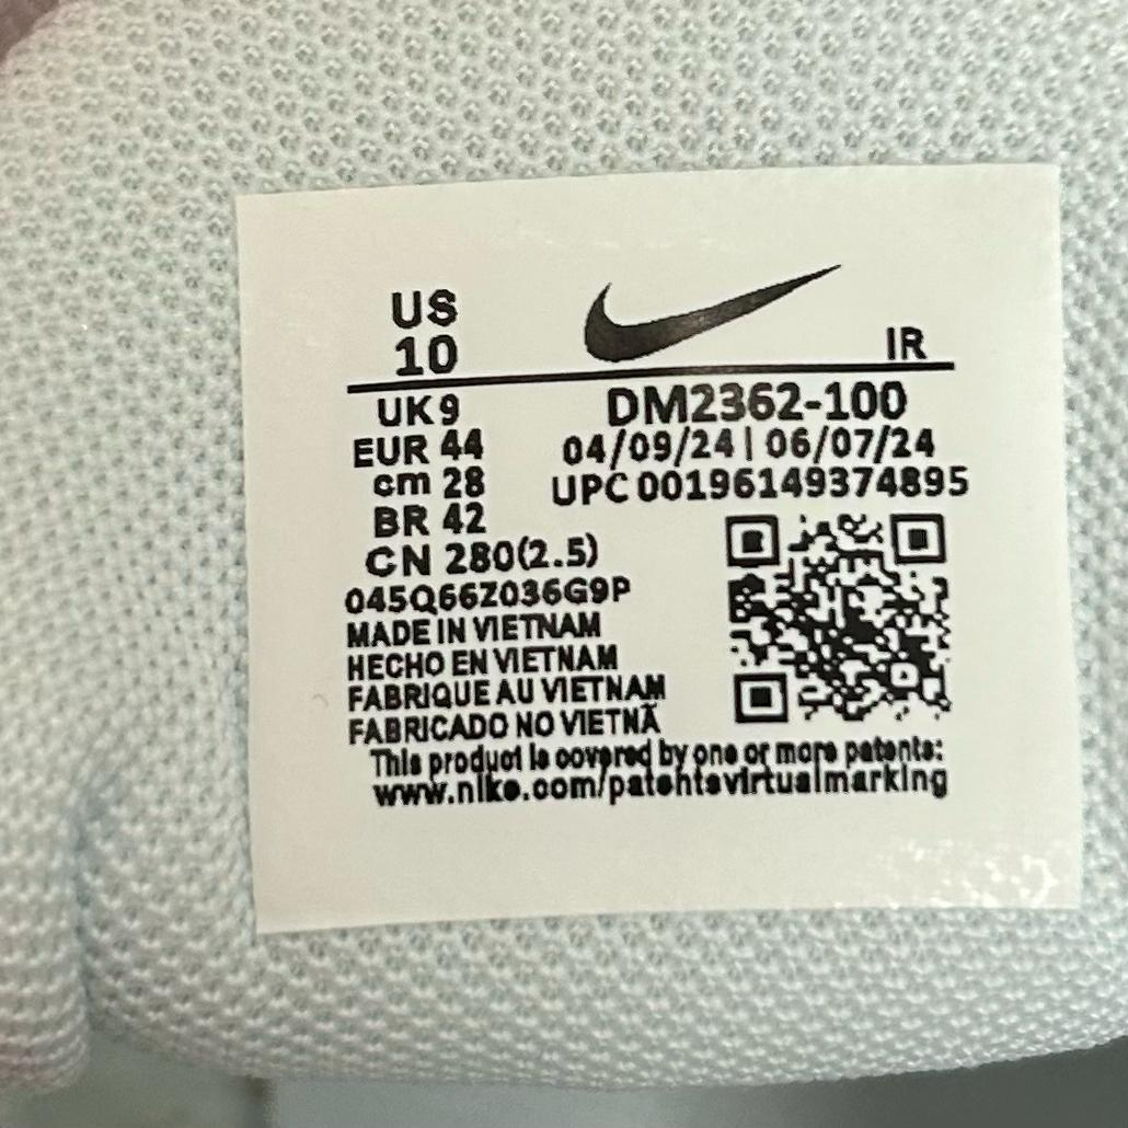 US
10
IR
UK 9
EUR 44
cm 28
BR 42
CN 280(2.5)
DM2362-100
04/09/24 | 06/07/24
UPC 00196149374895
045Q66Z036G9P
MADE IN VIETNAM
HECHO EN VIETNAM
FABRIQUE AU VIETNAM
FABRICADO NO VIETNÃ
This product is covered by one or more patents:
www.nike.com/patentsvirtualmarking